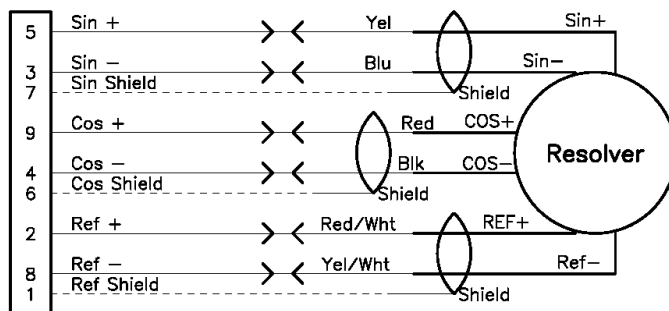 5 Sin + Yel Sin+
3 Sin − Blu Sin−
7 Sin Shield Shield
9 Cos + Red COS+
Resolver
4 Cos − Blk COS−
6 Cos Shield Shield
2 Ref + Red/Wht REF+
8 Ref − Yel/Wht Ref−
1 Ref Shield Shield